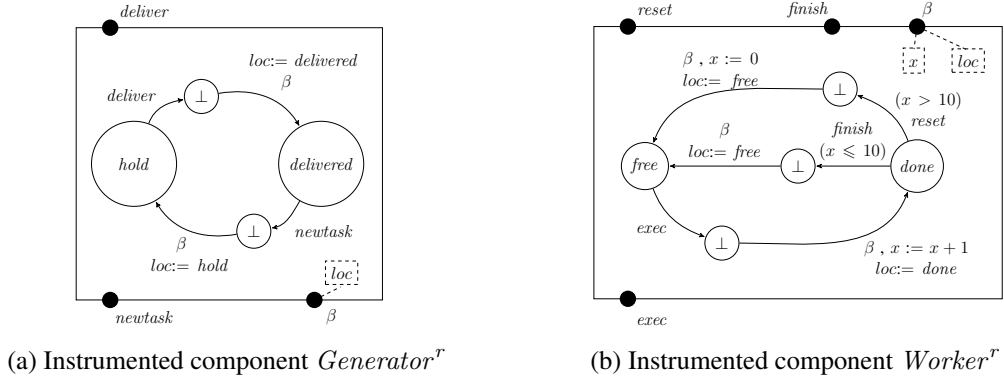 deliver
loc:= delivered
β
deliver
⊥
hold
delivered
⊥
newtask
β
loc:= hold
loc
newtask
β
(a) Instrumented component Generator^r
reset
finish
β
x
loc
β , x := 0
loc:= free
⊥
(x > 10)
reset
β
loc:= free
finish
(x ⩽ 10)
free
⊥
done
exec
⊥
β , x := x + 1
loc:= done
exec
(b) Instrumented component Worker^r